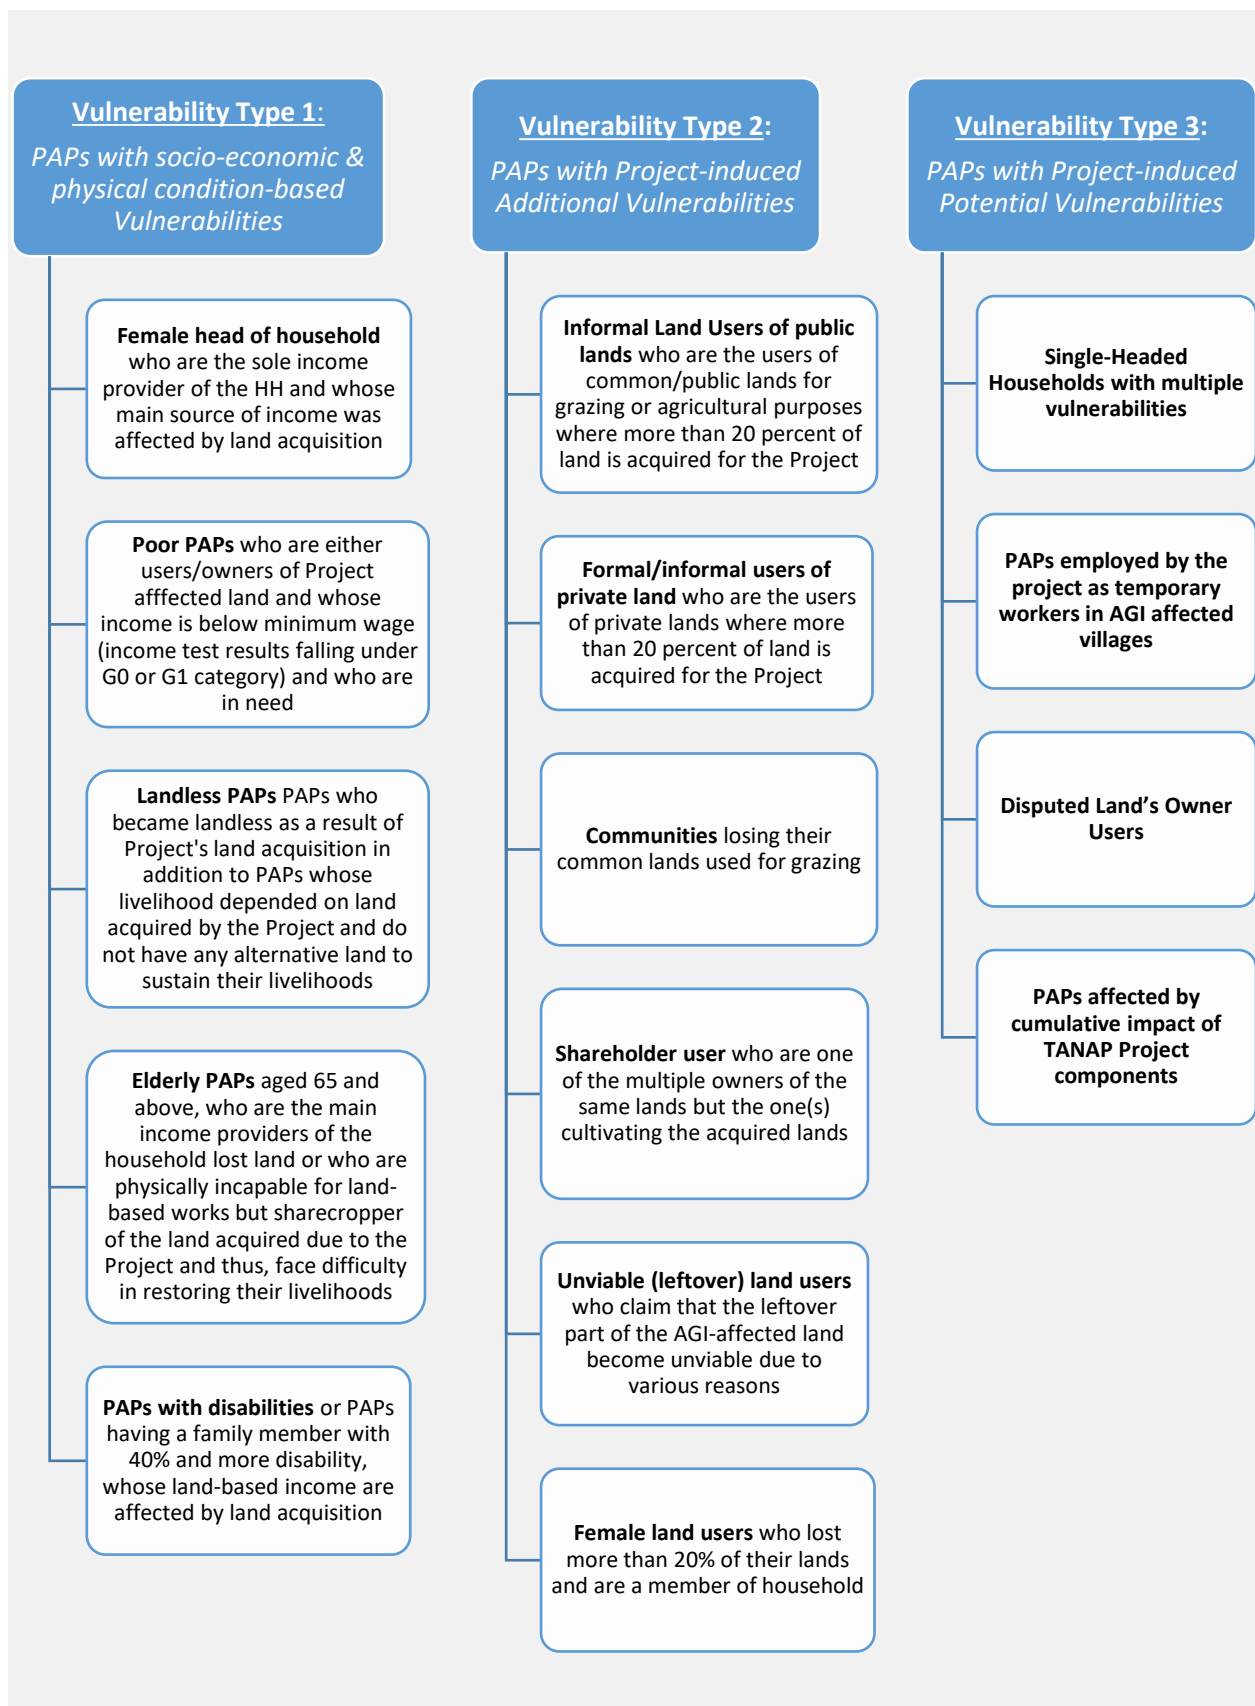 Vulnerability Type 1:
PAPs with socio-economic &
physical condition-based
Vulnerabilities
Female head of household
who are the sole income
provider of the HH and whose
main source of income was
affected by land acquisition
Poor PAPs who are either
users/owners of Project
afffected land and whose
income is below minimum wage
(income test results falling under
G0 or G1 category) and who are
in need
Landless PAPs PAPs who
became landless as a result of
Project's land acquisition in
addition to PAPs whose
livelihood depended on land
acquired by the Project and do
not have any alternative land to
sustain their livelihoods
Elderly PAPs aged 65 and
above, who are the main
income providers of the
household lost land or who are
physically incapable for land-
based works but sharecropper
of the land acquired due to the
Project and thus, face difficulty
in restoring their livelihoods
PAPs with disabilities or PAPs
having a family member with
40% and more disability,
whose land-based income are
affected by land acquisition
Vulnerability Type 2:
PAPs with Project-induced
Additional Vulnerabilities
Informal Land Users of public
lands who are the users of
common/public lands for
grazing or agricultural purposes
where more than 20 percent of
land is acquired for the Project
Formal/informal users of
private land who are the users
of private lands where more
than 20 percent of land is
acquired for the Project
Communities losing their
common lands used for grazing
Shareholder user who are one
of the multiple owners of the
same lands but the one(s)
cultivating the acquired lands
Unviable (leftover) land users
who claim that the leftover
part of the AGI-affected land
become unviable due to
various reasons
Female land users who lost
more than 20% of their lands
and are a member of household
Vulnerability Type 3:
PAPs with Project-induced
Potential Vulnerabilities
Single-Headed
Households with multiple
vulnerabilities
PAPs employed by the
project as temporary
workers in AGI affected
villages
Disputed Land’s Owner
Users
PAPs affected by
cumulative impact of
TANAP Project
components